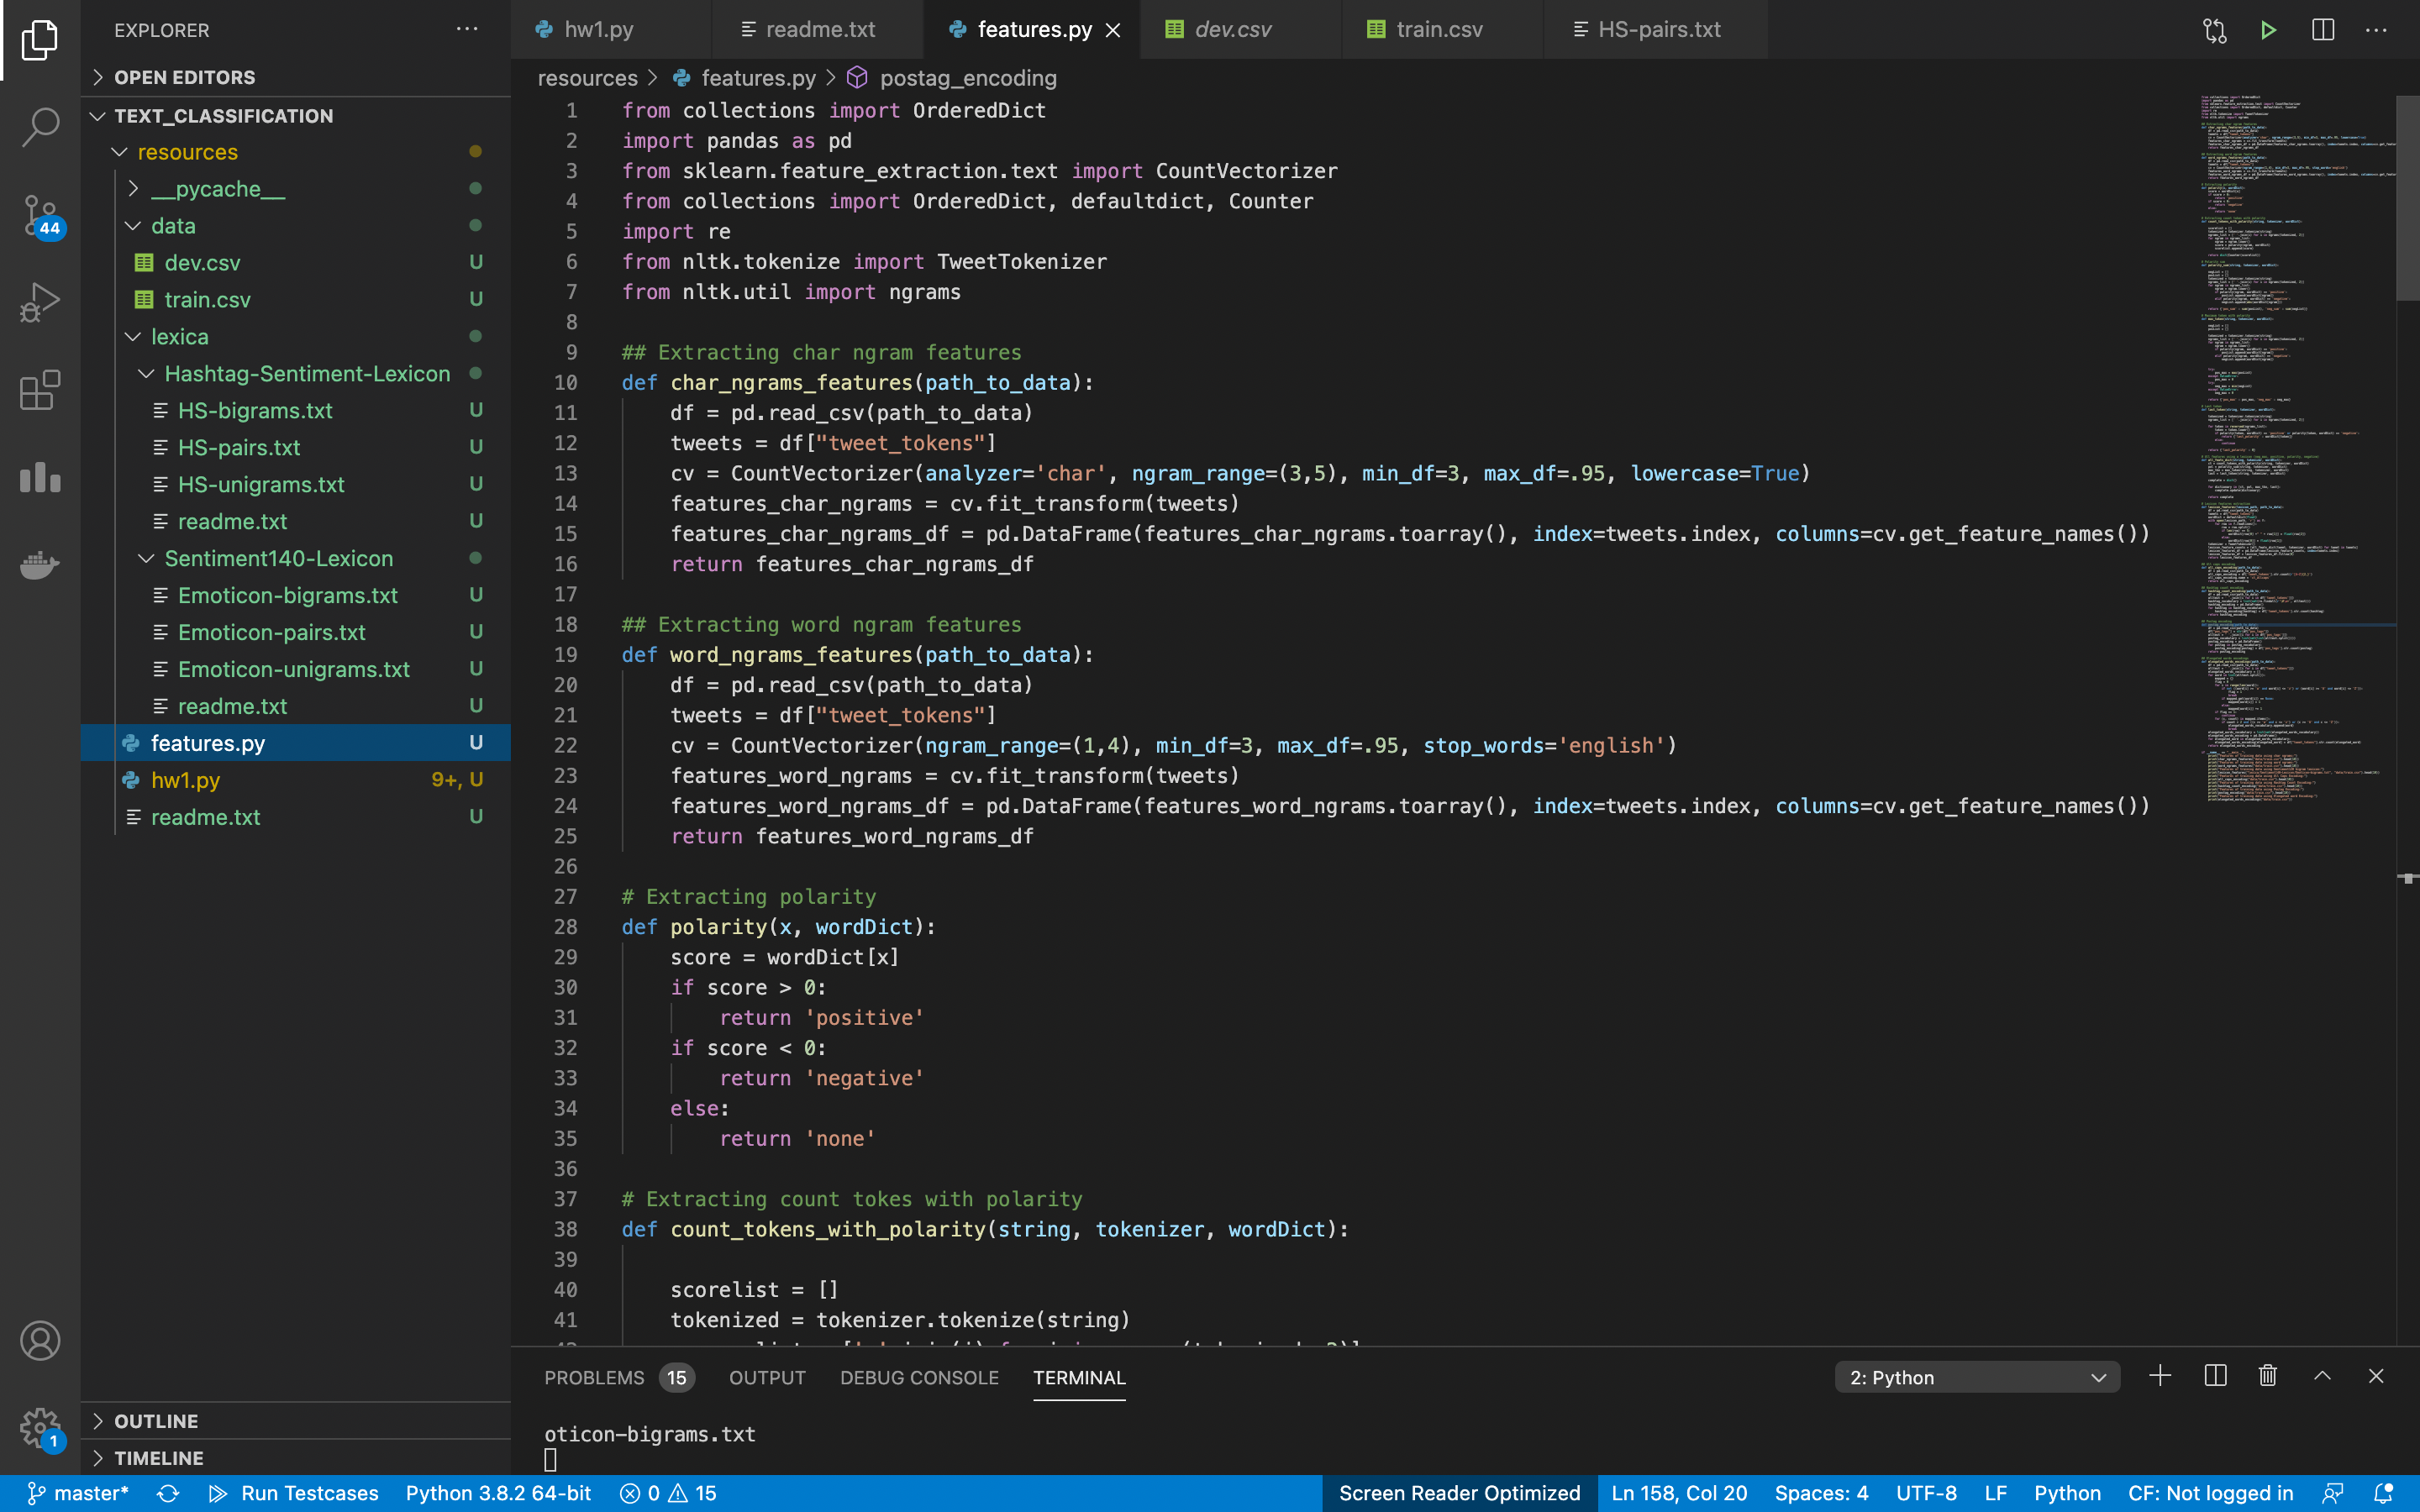 EXPLORER
OPEN EDITORS
TEXT_CLASSIFICATION
resources
__pycache__
data
dev.csv U
train.csv U
lexica
Hashtag-Sentiment-Lexicon
HS-bigrams.txt U
HS-pairs.txt U
HS-unigrams.txt U
readme.txt U
Sentiment140-Lexicon
Emoticon-bigrams.txt U
Emoticon-pairs.txt U
Emoticon-unigrams.txt U
readme.txt U
features.py U
hw1.py 9+, U
readme.txt U
OUTLINE
TIMELINE
44
1
hw1.py readme.txt features.py dev.csv train.csv HS-pairs.txt
resources > features.py > postag_encoding
1 from collections import OrderedDict
2 import pandas as pd
3 from sklearn.feature_extraction.text import CountVectorizer
4 from collections import OrderedDict, defaultdict, Counter
5 import re
6 from nltk.tokenize import TweetTokenizer
7 from nltk.util import ngrams
8
9 ## Extracting char ngram features
10 def char_ngrams_features(path_to_data):
11 df = pd.read_csv(path_to_data)
12 tweets = df["tweet_tokens"]
13 cv = CountVectorizer(analyzer='char', ngram_range=(3,5), min_df=3, max_df=.95, lowercase=True)
14 features_char_ngrams = cv.fit_transform(tweets)
15 features_char_ngrams_df = pd.DataFrame(features_char_ngrams.toarray(), index=tweets.index, columns=cv.get_feature_names())
16 return features_char_ngrams_df
17
18 ## Extracting word ngram features
19 def word_ngrams_features(path_to_data):
20 df = pd.read_csv(path_to_data)
21 tweets = df["tweet_tokens"]
22 cv = CountVectorizer(ngram_range=(1,4), min_df=3, max_df=.95, stop_words='english')
23 features_word_ngrams = cv.fit_transform(tweets)
24 features_word_ngrams_df = pd.DataFrame(features_word_ngrams.toarray(), index=tweets.index, columns=cv.get_feature_names())
25 return features_word_ngrams_df
26
27 # Extracting polarity
28 def polarity(x, wordDict):
29 score = wordDict[x]
30 if score > 0:
31 return 'positive'
32 if score < 0:
33 return 'negative'
34 else:
35 return 'none'
36
37 # Extracting count tokes with polarity
38 def count_tokens_with_polarity(string, tokenizer, wordDict):
39
40 scorelist = []
41 tokenized = tokenizer.tokenize(string)
PROBLEMS 15 OUTPUT DEBUG CONSOLE TERMINAL 2: Python
oticon-bigrams.txt
master* Run Testcases Python 3.8.2 64-bit 0 15 Screen Reader Optimized Ln 158, Col 20 Spaces: 4 UTF-8 LF Python CF: Not logged in